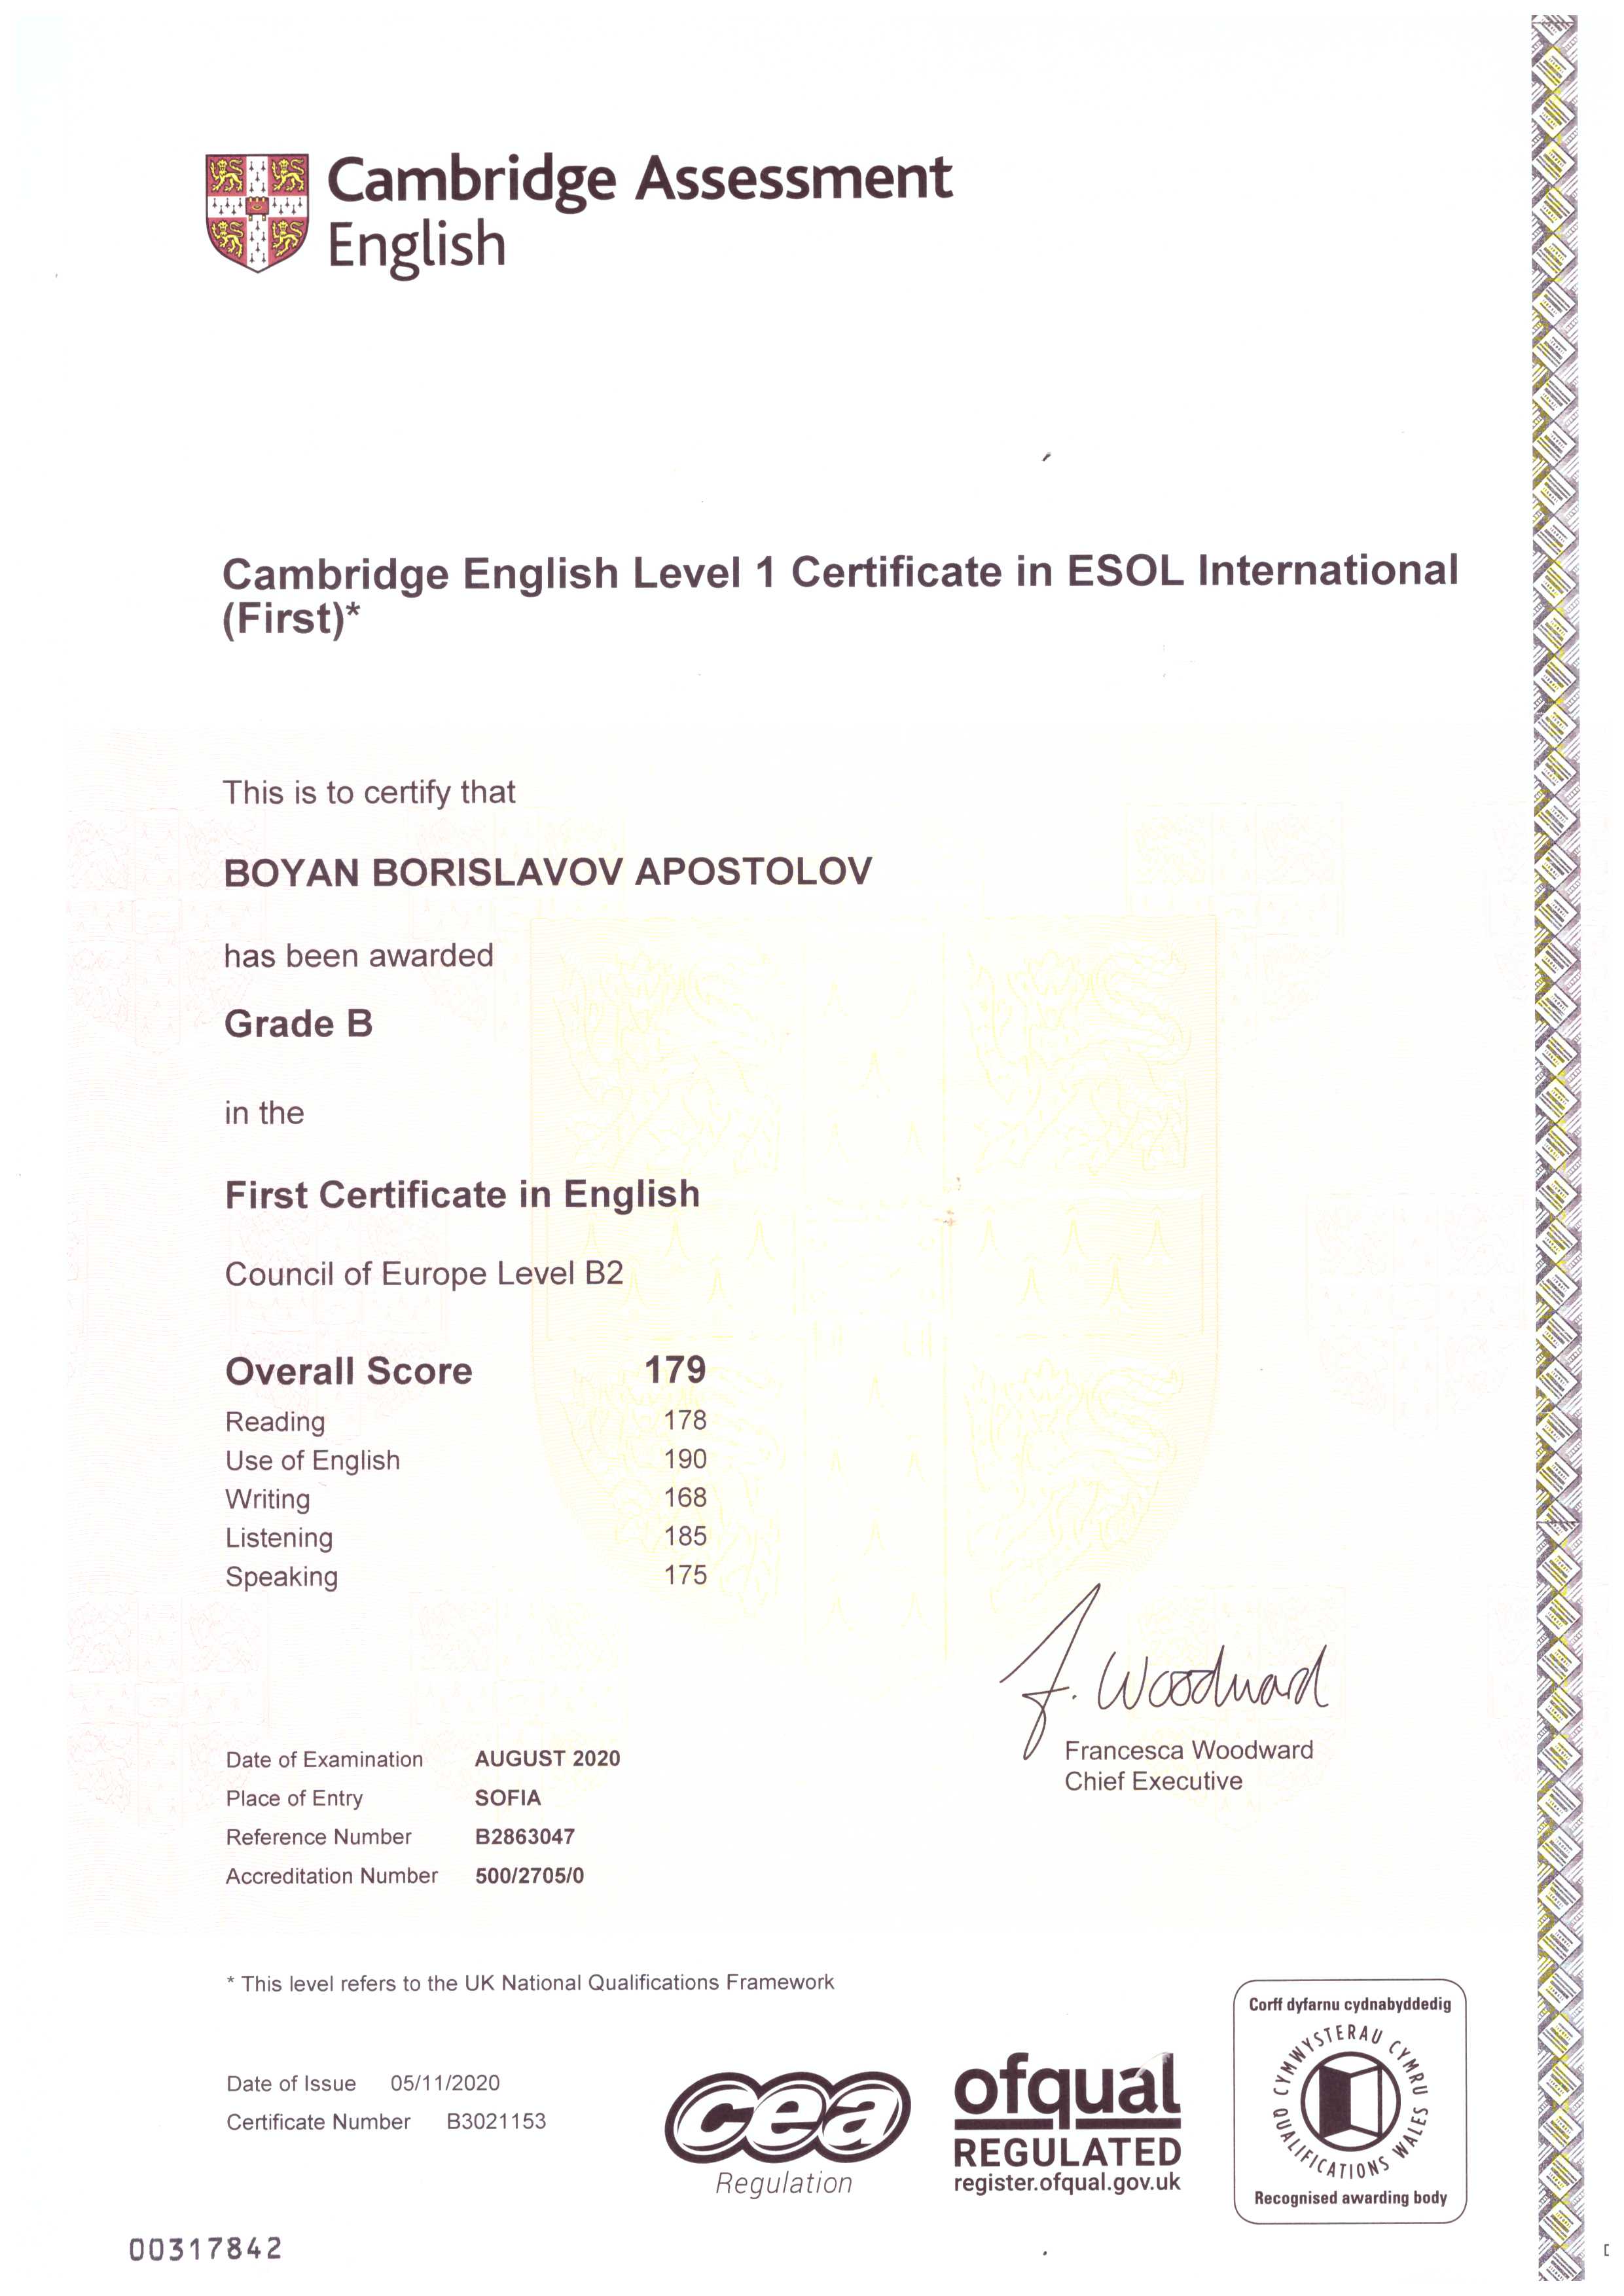 Cambridge Assessment
English
Cambridge English Level 1 Certificate in ESOL International
(First)*
This is to certify that
BOYAN BORISLAVOV APOSTOLOV
has been awarded
Grade B
in the
First Certificate in English
Council of Europe Level B2
Overall Score 179
Reading 178
Use of English 190
Writing 168
Listening 185
Speaking 175
F. Woodward
Francesca Woodward
Chief Executive
Date of Examination AUGUST 2020
Place of Entry SOFIA
Reference Number B2863047
Accreditation Number 500/2705/0
* This level refers to the UK National Qualifications Framework
Date of Issue 05/11/2020
Certificate Number B3021153
cea
Regulation
ofqual
REGULATED
register.ofqual.gov.uk
Corff dyfarnu cydnabyddedig
CYMWYSTERAU CYMRU
QUALIFICATIONS WALES
Recognised awarding body
00317842